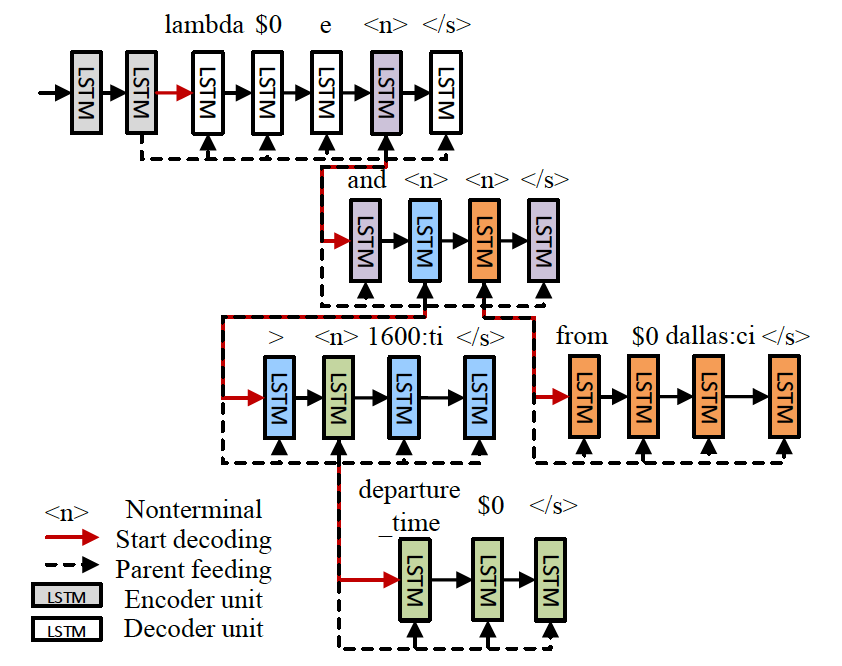 lambda $0 e <n> </s>
LSTM LSTM LSTM LSTM LSTM LSTM LSTM
and <n> <n> </s>
LSTM LSTM LSTM LSTM
> <n> 1600:ti </s>
from $0 dallas:ci </s>
LSTM LSTM LSTM LSTM
LSTM LSTM LSTM LSTM
departure
_time $0 </s>
LSTM LSTM LSTM
<n> Nonterminal
Start decoding
Parent feeding
LSTM Encoder unit
LSTM Decoder unit